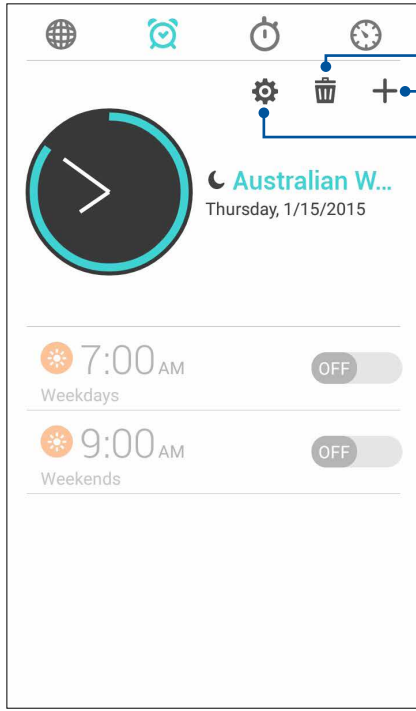 Australian W...
Thursday, 1/15/2015
7:00 AM
OFF
Weekdays
9:00 AM
OFF
Weekends